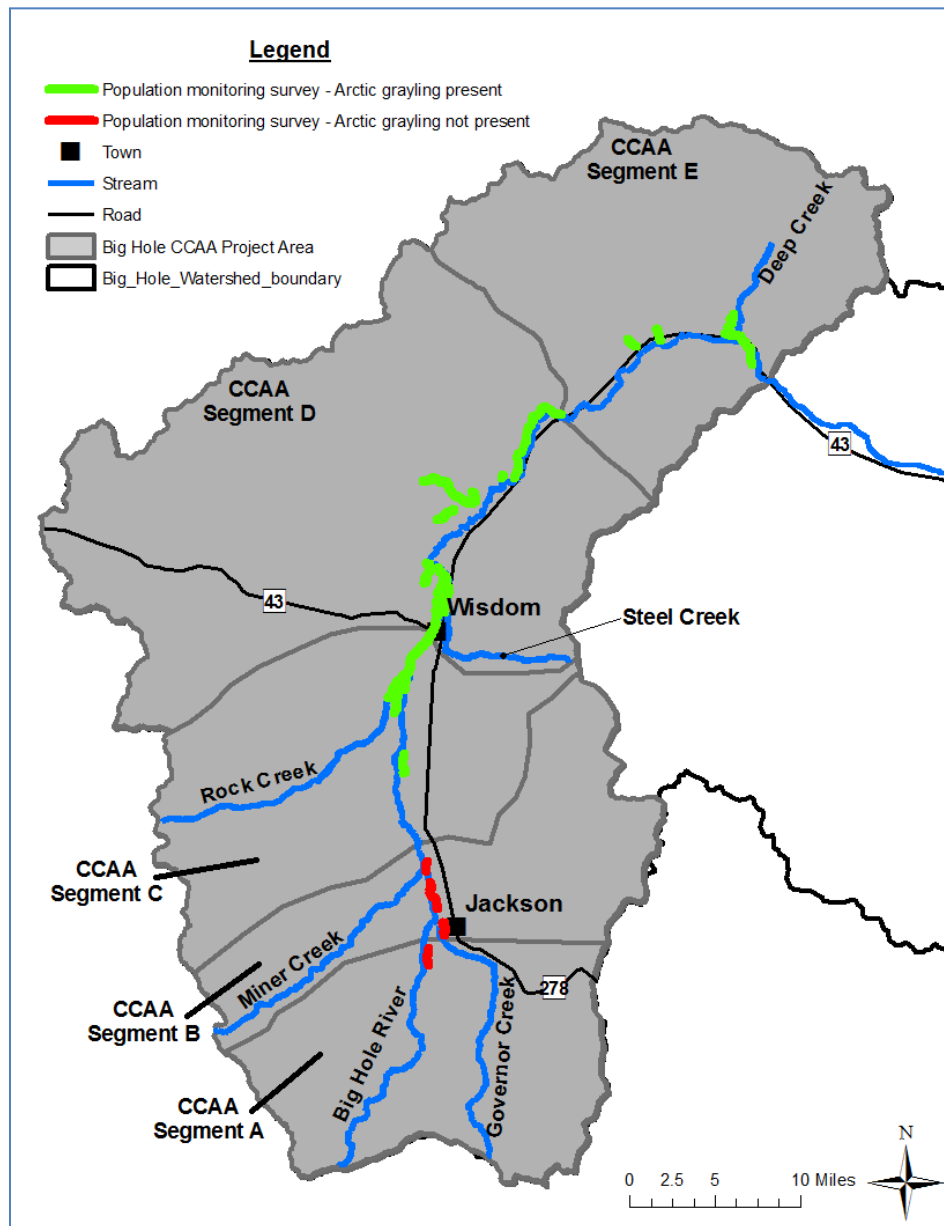 Legend
Population monitoring survey - Arctic grayling present
Population monitoring survey - Arctic grayling not present
Town
Stream
Road
Big Hole CCAA Project Area
Big_Hole_Watershed_boundary
CCAA
Segment E
Deep Creek
CCAA
Segment D
43
43
Wisdom
Steel Creek
Rock Creek
CCAA
Segment C
Jackson
Miner Creek
278
CCAA
Segment B
Big Hole River
Governor Creek
CCAA
Segment A
N
0 2.5 5 10 Miles